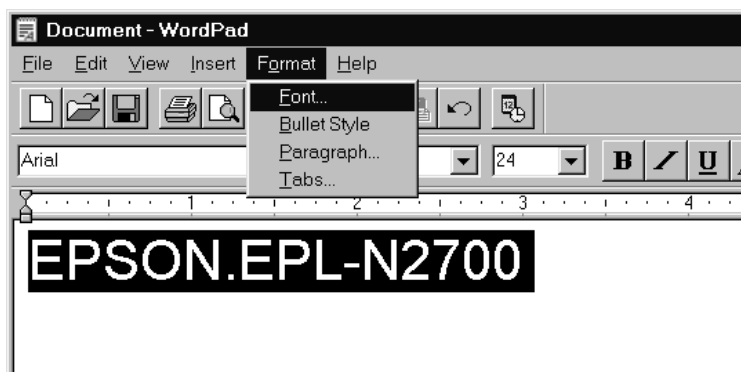 Document - WordPad
File Edit View Insert Format Help
Font...
Bullet Style
Paragraph...
Tabs...
Arial 24 B I U
1 2 3 4
EPSON.EPL-N2700